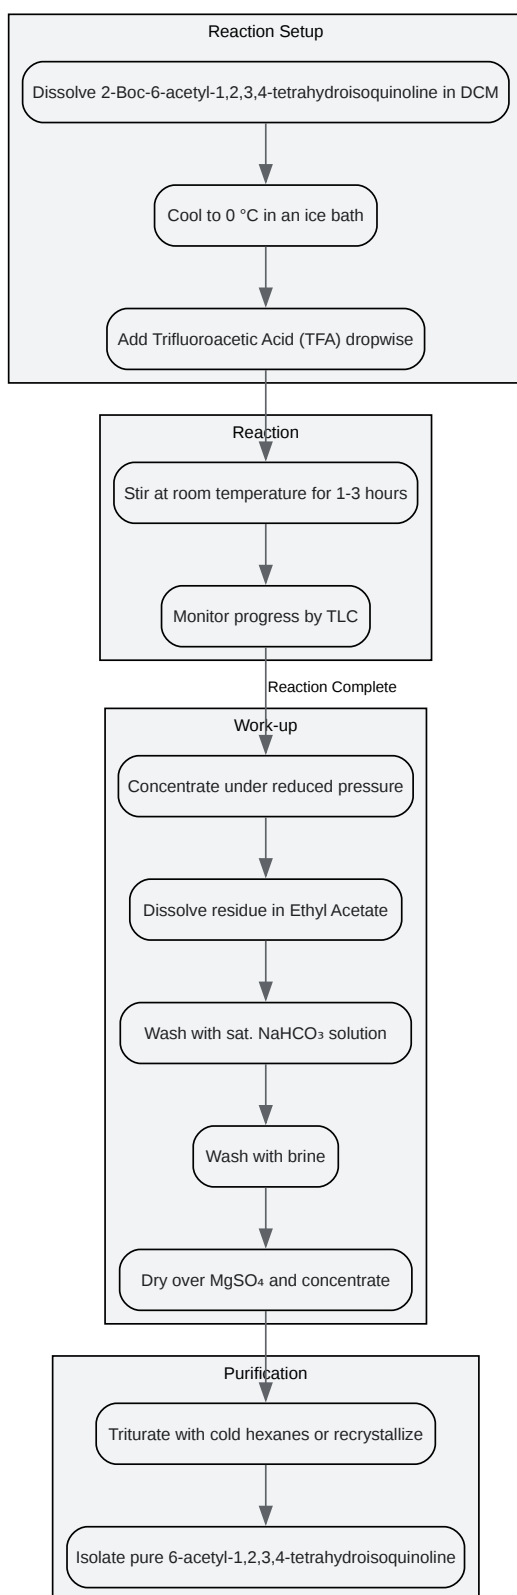 Reaction Setup
Dissolve 2-Boc-6-acetyl-1,2,3,4-tetrahydroisoquinoline in DCM
Cool to 0 °C in an ice bath
Add Trifluoroacetic Acid (TFA) dropwise
Reaction
Stir at room temperature for 1-3 hours
Monitor progress by TLC
Reaction Complete
Work-up
Concentrate under reduced pressure
Dissolve residue in Ethyl Acetate
Wash with sat. NaHCO₃ solution
Wash with brine
Dry over MgSO₄ and concentrate
Purification
Triturate with cold hexanes or recrystallize
Isolate pure 6-acetyl-1,2,3,4-tetrahydroisoquinoline